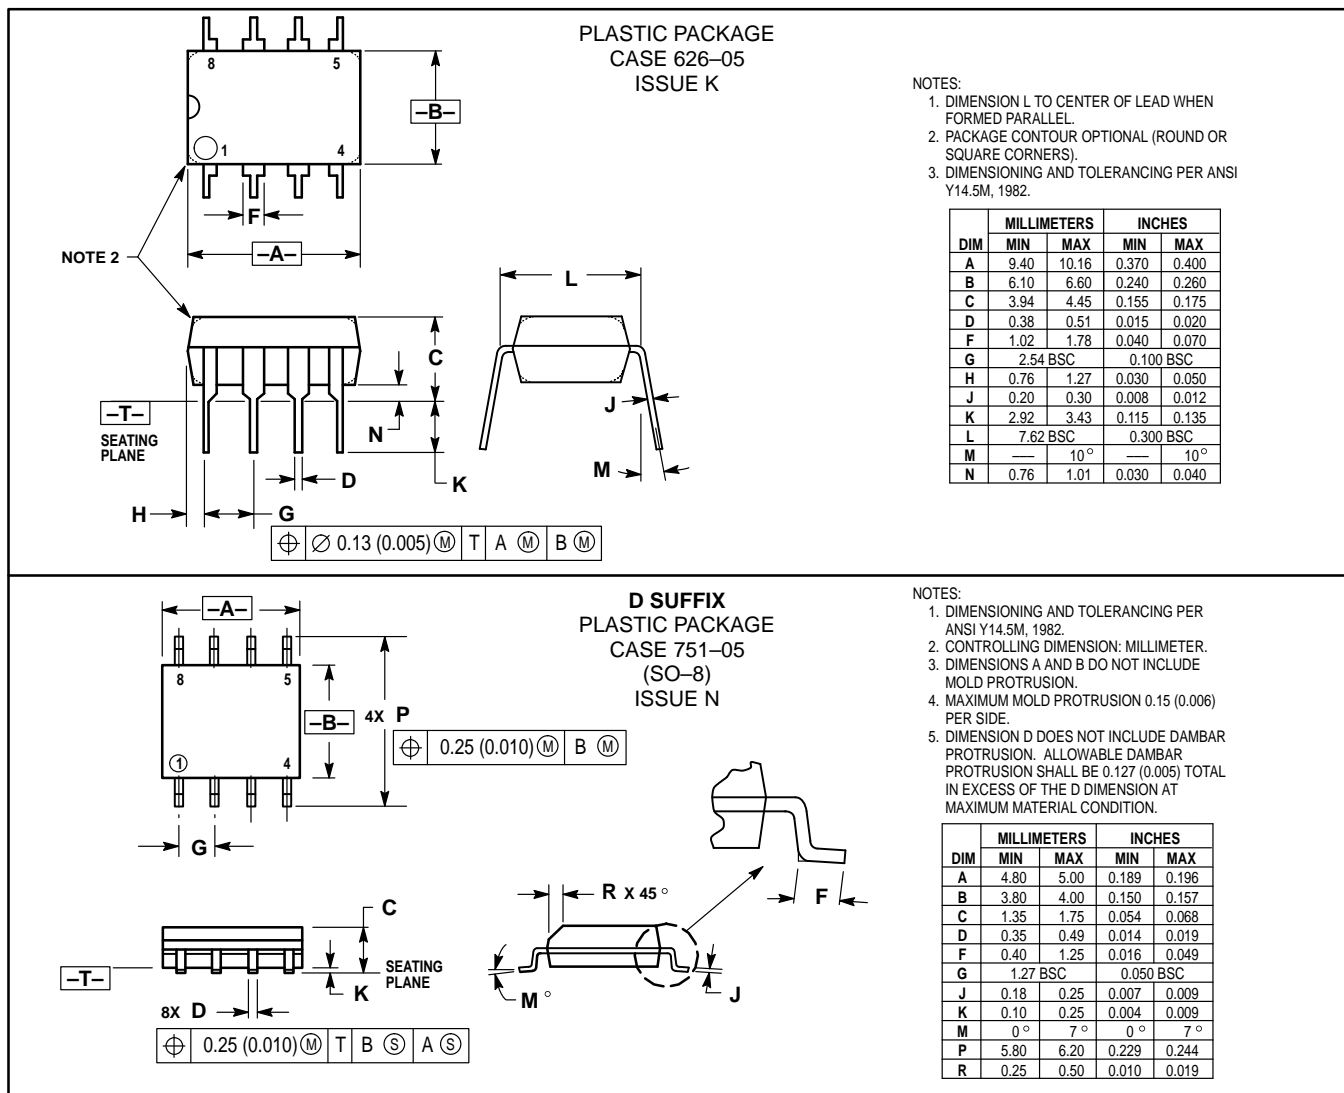 PLASTIC PACKAGE
CASE 626–05
ISSUE K
8 5
1 4
–B–
F
–A–
NOTE 2
L
C
–T–
SEATING
PLANE
N
J
M
D
K
H
G
⌖ ∅ 0.13 (0.005) Ⓜ T A Ⓜ B Ⓜ
NOTES:
1. DIMENSION L TO CENTER OF LEAD WHEN
FORMED PARALLEL.
2. PACKAGE CONTOUR OPTIONAL (ROUND OR
SQUARE CORNERS).
3. DIMENSIONING AND TOLERANCING PER ANSI
Y14.5M, 1982.
MILLIMETERS INCHES
DIM MIN MAX MIN MAX
A 9.40 10.16 0.370 0.400
B 6.10 6.60 0.240 0.260
C 3.94 4.45 0.155 0.175
D 0.38 0.51 0.015 0.020
F 1.02 1.78 0.040 0.070
G 2.54 BSC 0.100 BSC
H 0.76 1.27 0.030 0.050
J 0.20 0.30 0.008 0.012
K 2.92 3.43 0.115 0.135
L 7.62 BSC 0.300 BSC
M ––– 10° ––– 10°
N 0.76 1.01 0.030 0.040
D SUFFIX
PLASTIC PACKAGE
CASE 751–05
(SO–8)
ISSUE N
–A–
8 5
1 4
–B–
4X P
⌖ 0.25 (0.010) Ⓜ B Ⓜ
G
C
–T–
SEATING
PLANE
K
8X D
⌖ 0.25 (0.010) Ⓜ T B Ⓢ A Ⓢ
R X 45°
M°
J
F
NOTES:
1. DIMENSIONING AND TOLERANCING PER
ANSI Y14.5M, 1982.
2. CONTROLLING DIMENSION: MILLIMETER.
3. DIMENSIONS A AND B DO NOT INCLUDE
MOLD PROTRUSION.
4. MAXIMUM MOLD PROTRUSION 0.15 (0.006)
PER SIDE.
5. DIMENSION D DOES NOT INCLUDE DAMBAR
PROTRUSION. ALLOWABLE DAMBAR
PROTRUSION SHALL BE 0.127 (0.005) TOTAL
IN EXCESS OF THE D DIMENSION AT
MAXIMUM MATERIAL CONDITION.
MILLIMETERS INCHES
DIM MIN MAX MIN MAX
A 4.80 5.00 0.189 0.196
B 3.80 4.00 0.150 0.157
C 1.35 1.75 0.054 0.068
D 0.35 0.49 0.014 0.019
F 0.40 1.25 0.016 0.049
G 1.27 BSC 0.050 BSC
J 0.18 0.25 0.007 0.009
K 0.10 0.25 0.004 0.009
M 0° 7° 0° 7°
P 5.80 6.20 0.229 0.244
R 0.25 0.50 0.010 0.019